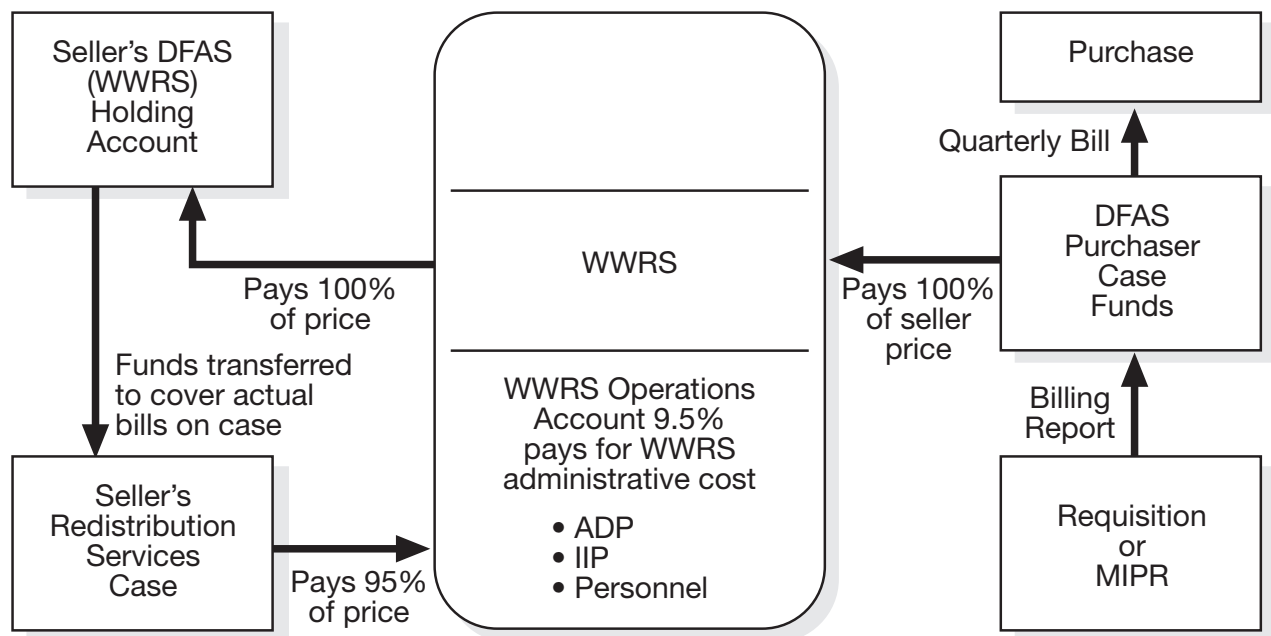 Seller's DFAS
(WWRS)
Holding
Account
Purchase
Quarterly Bill
DFAS
Purchaser
Case
Funds
WWRS
Pays 100%
of price
Pays 100%
of seller
price
Funds transferred
to cover actual
bills on case
WWRS Operations
Account 9.5%
pays for WWRS
administrative cost
• ADP
• IIP
• Personnel
Billing
Report
Seller's
Redistribution
Services
Case
Pays 95%
of price
Requisition
or
MIPR